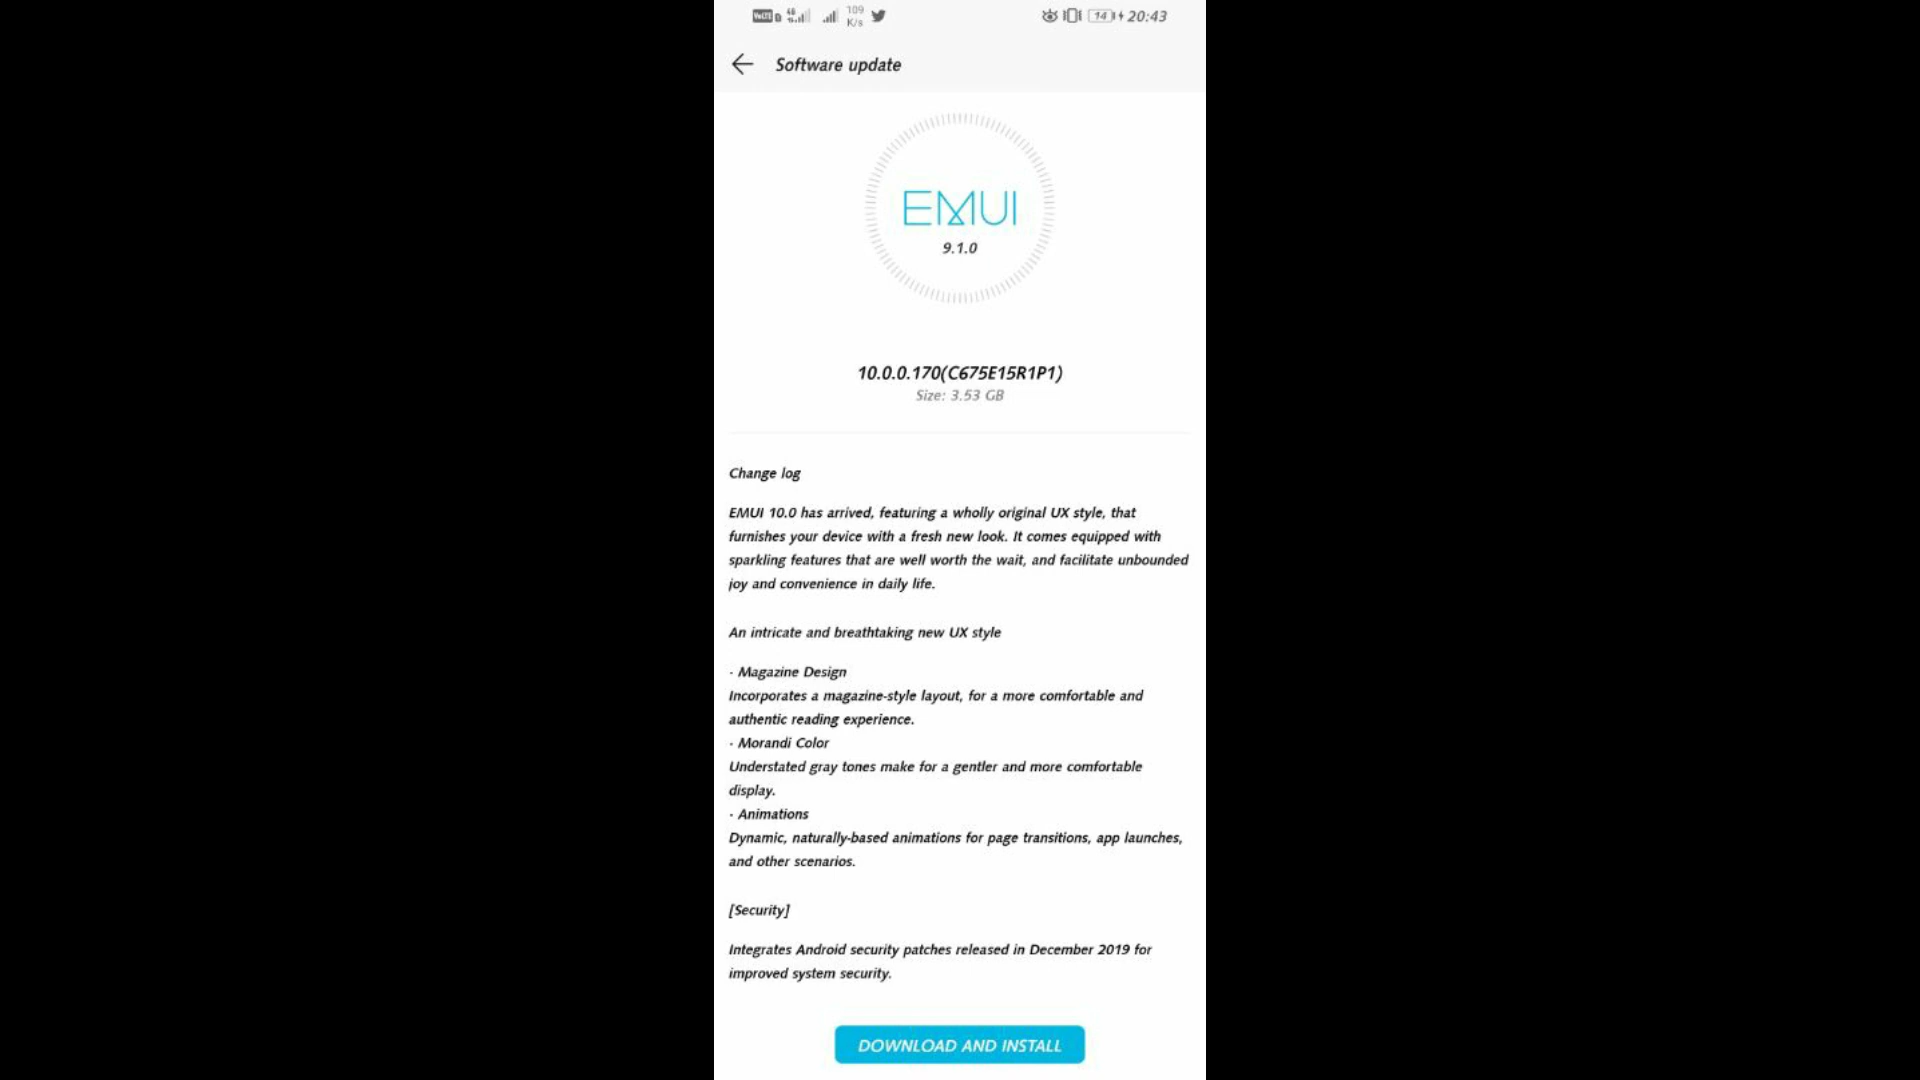 VoLTE 4G 109 K/s 14 20:43
Software update
EMUI
9.1.0
10.0.0.170(C675E15R1P1)
Size: 3.53 GB
Change log
EMUI 10.0 has arrived, featuring a wholly original UX style, that
furnishes your device with a fresh new look. It comes equipped with
sparkling features that are well worth the wait, and facilitate unbounded
joy and convenience in daily life.
An intricate and breathtaking new UX style
· Magazine Design
Incorporates a magazine-style layout, for a more comfortable and
authentic reading experience.
· Morandi Color
Understated gray tones make for a gentler and more comfortable
display.
· Animations
Dynamic, naturally-based animations for page transitions, app launches,
and other scenarios.
[Security]
Integrates Android security patches released in December 2019 for
improved system security.
DOWNLOAD AND INSTALL